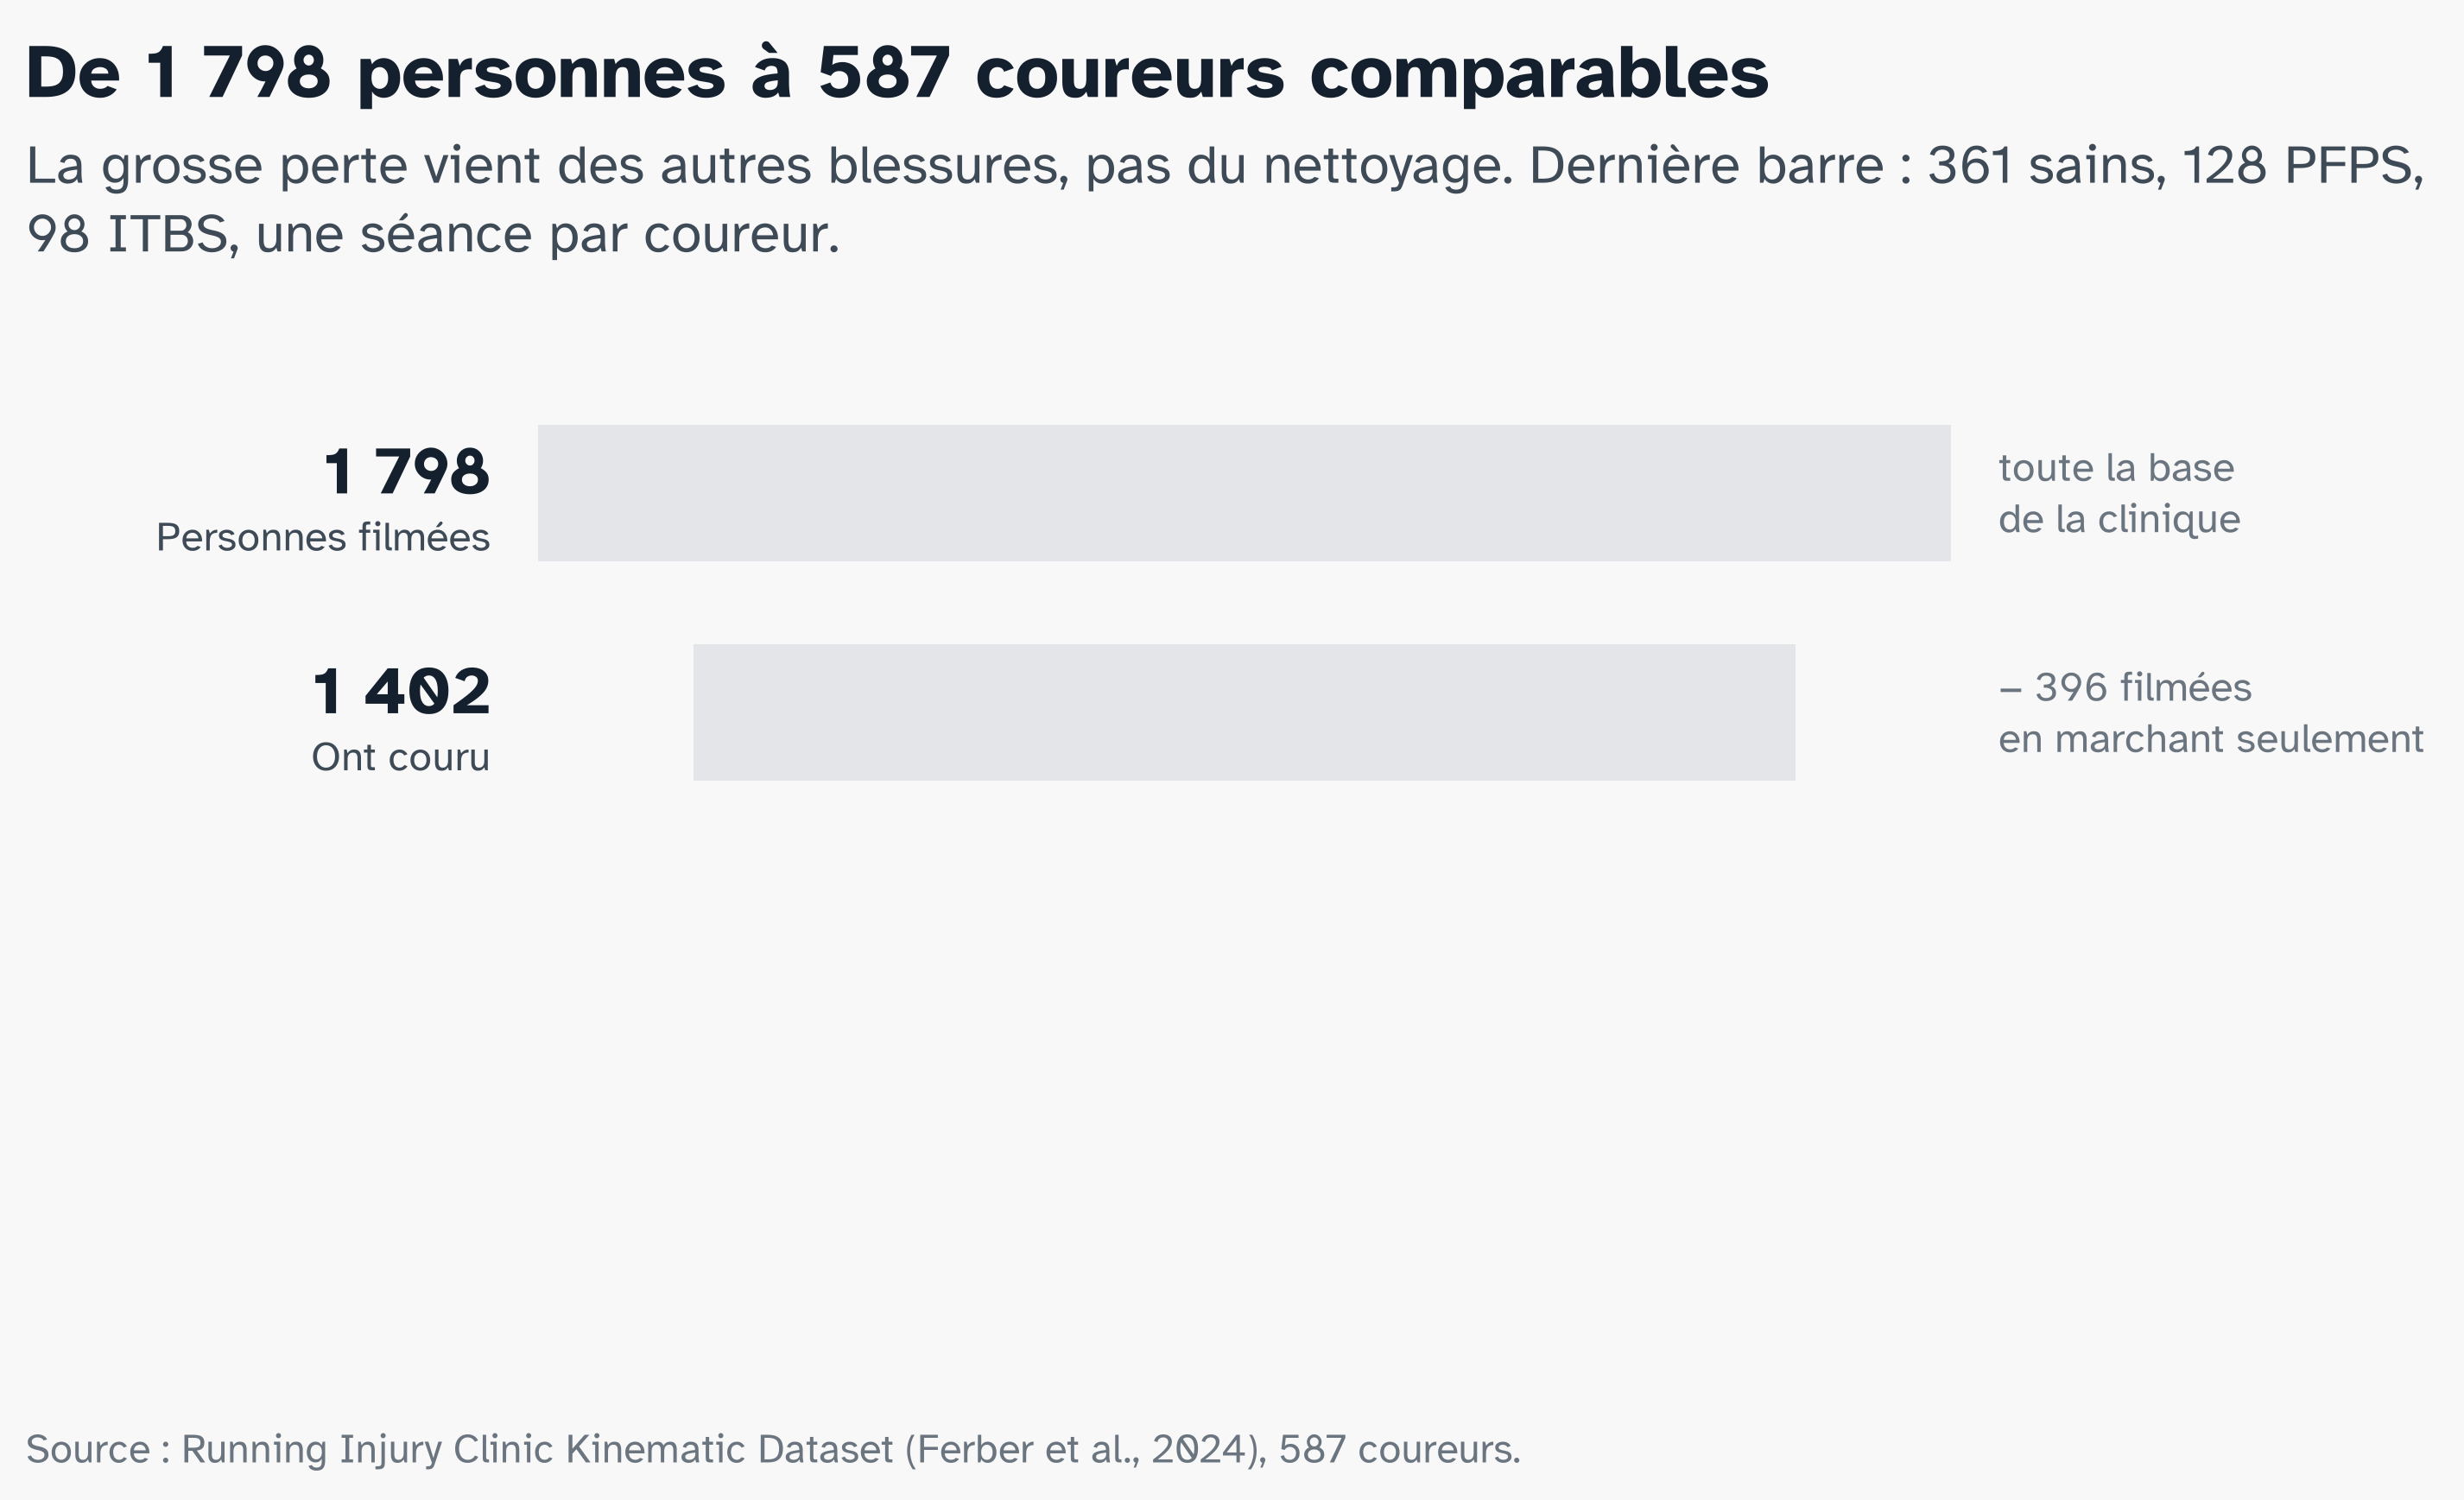 De 1 798 personnes à 587 coureurs comparables
La grosse perte vient des autres blessures, pas du nettoyage. Dernière barre : 361 sains, 128 PFPS,
98 ITBS, une séance par coureur.
1 798
Personnes filmées
toute la base
de la clinique
1 402
Ont couru
– 396 filmées
en marchant seulement
Source : Running Injury Clinic Kinematic Dataset (Ferber et al., 2024), 587 coureurs.